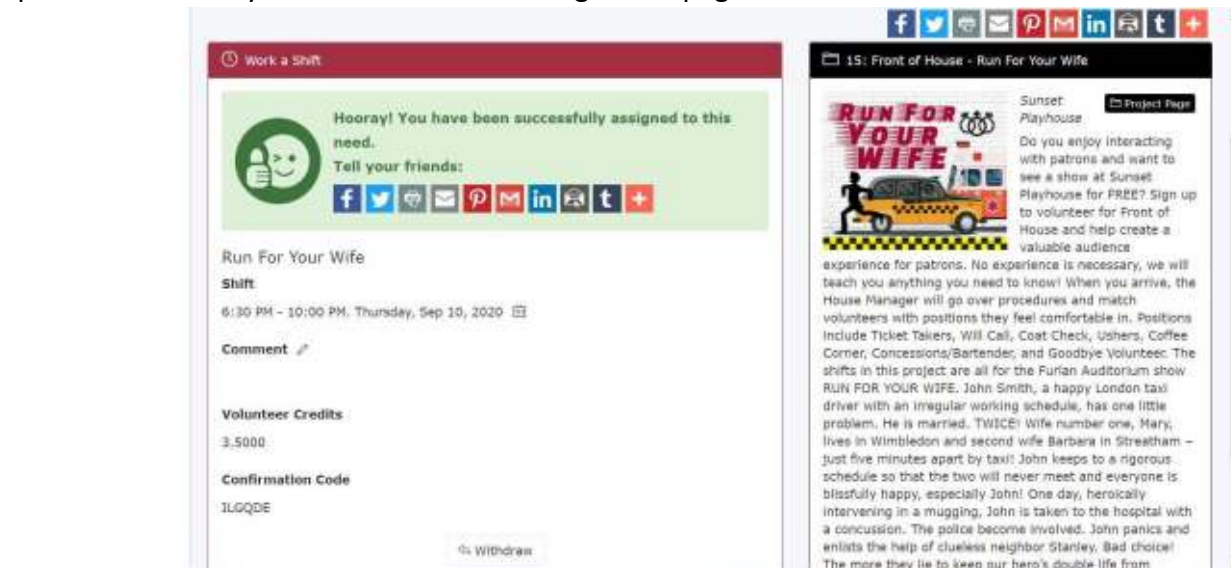 Work a Shift
Hooray! You have been successfully assigned to this
need.
Tell your friends:
Run For Your Wife
Shift
6:30 PM - 10:00 PM. Thursday, Sep 10, 2020
Comment
Volunteer Credits
3.5000
Confirmation Code
ILGQDE
Withdraw
15: Front of House - Run For Your Wife
RUN FOR
YOUR
WIFE
Sunset
Playhouse
Project Page
Do you enjoy interacting
with patrons and want to
see a show at Sunset
Playhouse for FREE? Sign up
to volunteer for Front of
House and help create a
valuable audience
experience for patrons. No experience is necessary, we will
teach you anything you need to know! When you arrive, the
House Manager will go over procedures and match
volunteers with positions they feel comfortable in. Positions
include Ticket Takers, Will Call, Coat Check, Ushers, Coffee
Corner, Concessions/Bartender, and Goodbye Volunteer. The
shifts in this project are all for the Furlan Auditorium show
RUN FOR YOUR WIFE. John Smith, a happy London taxi
driver with an irregular working schedule, has one little
problem. He is married. TWICE! Wife number one, Mary,
lives in Wimbledon and second wife Barbara in Streatham –
just five minutes apart by taxi! John keeps to a rigorous
schedule so that the two will never meet and everyone is
blissfully happy, especially John! One day, heroically
intervening in a mugging, John is taken to the hospital with
a concussion. The police become involved. John panics and
enlists the help of clueless neighbor Stanley. Bad choice!
The more they lie to keep our hero's double life from